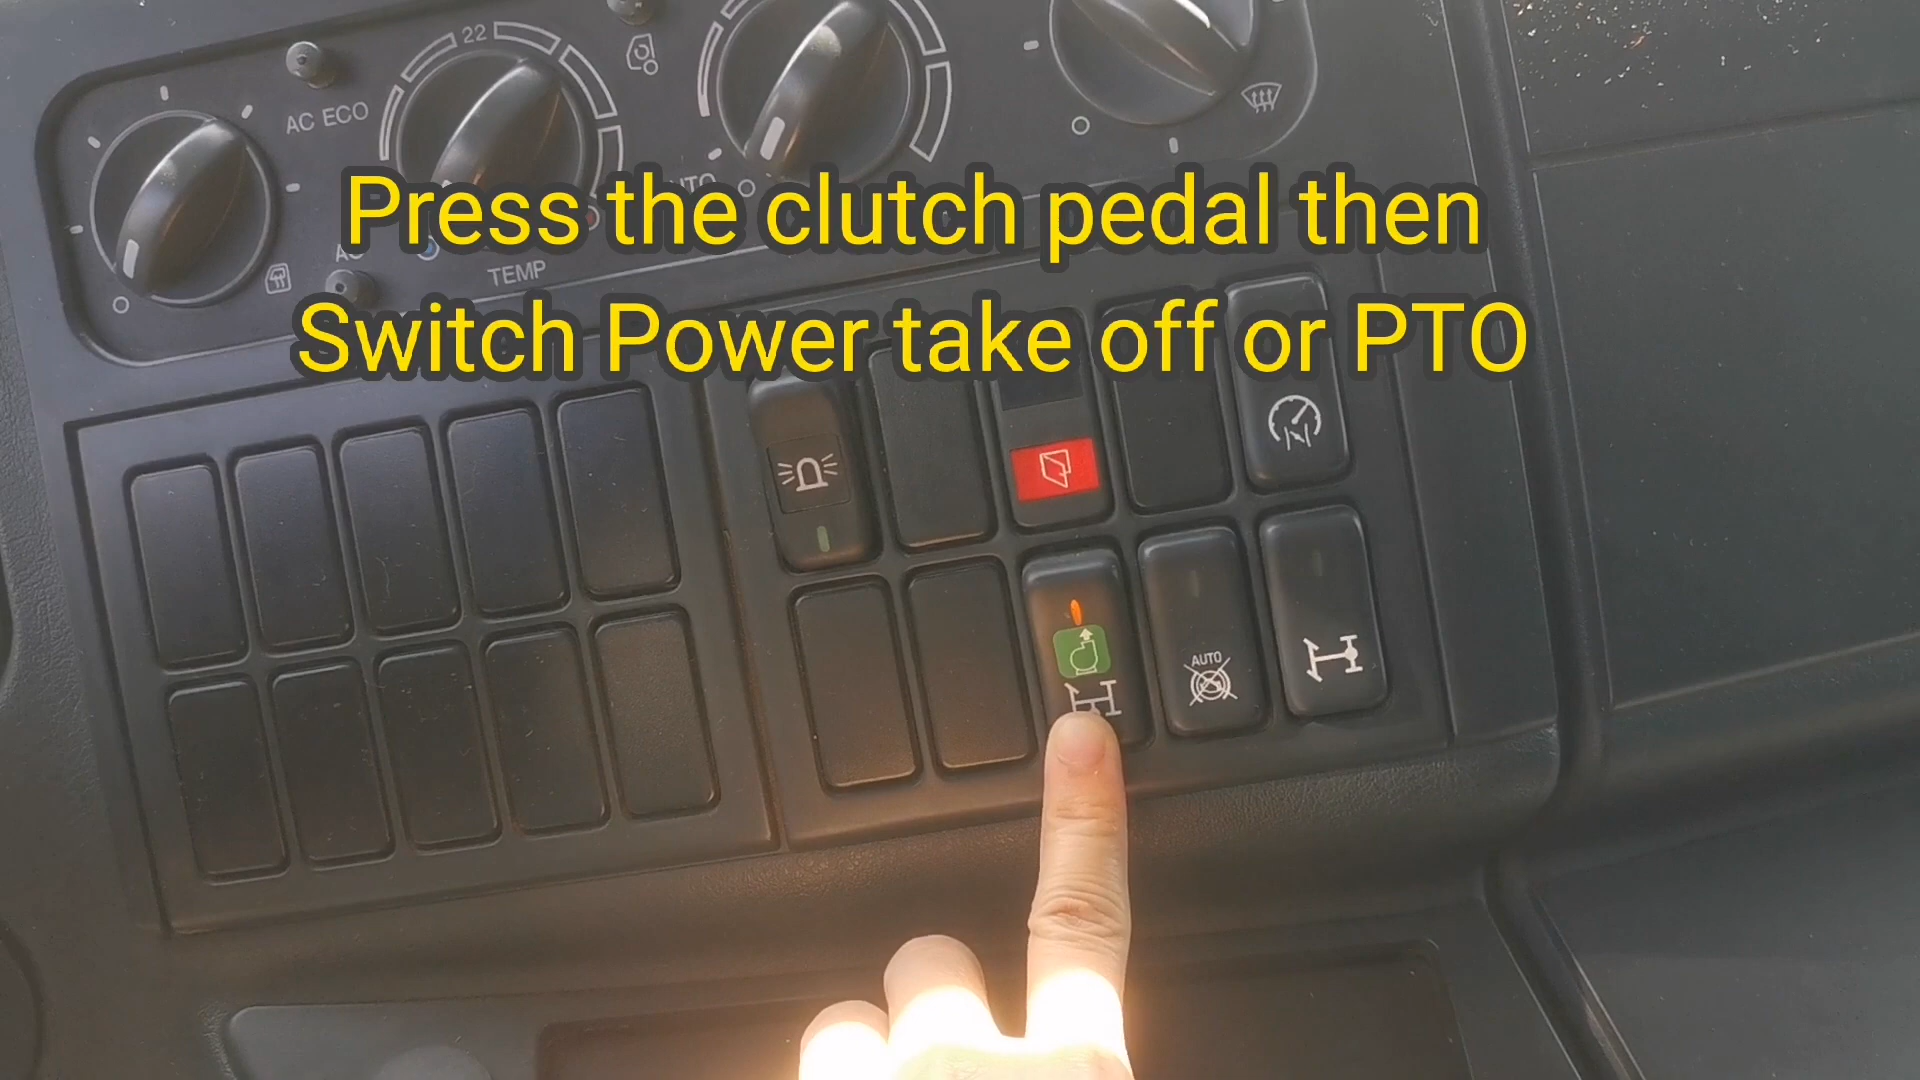 22
AC ECO
Press the clutch pedal then
TEMP
Switch Power take off or PTO
AUTO